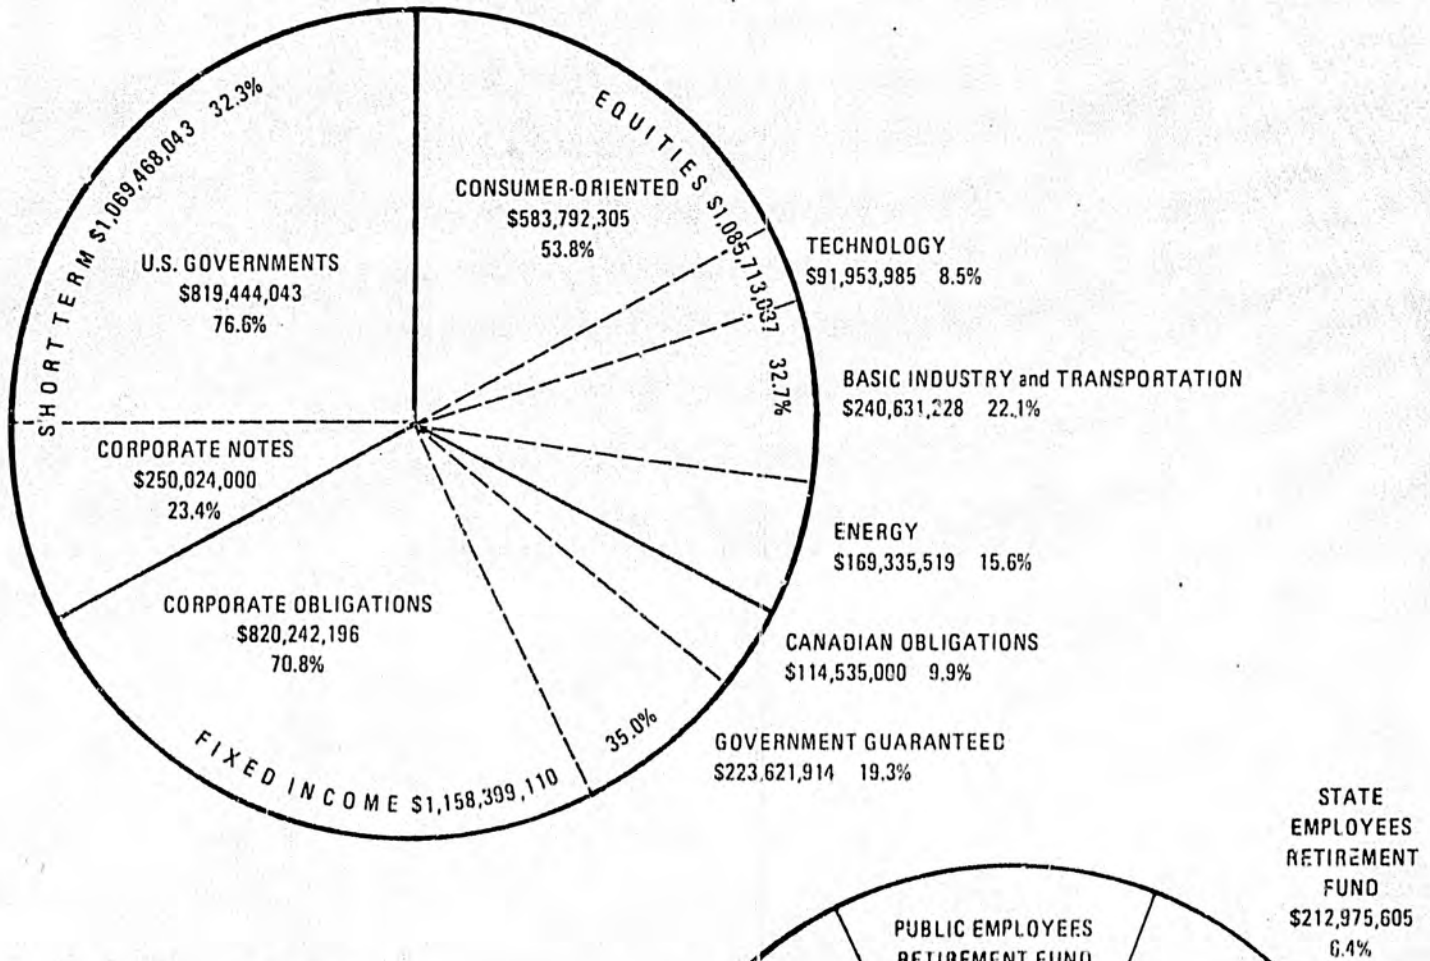 SHORT TERM $1,069,468,043 32.3%
U.S. GOVERNMENTS
$819,444,043
76.6%
CORPORATE NOTES
$250,024,000
23.4%
EQUITIES $1,085,713,037 32.7%
CONSUMER-ORIENTED
$583,792,305
53.8%
TECHNOLOGY
$91,953,985 8.5%
BASIC INDUSTRY and TRANSPORTATION
$240,631,228 22.1%
ENERGY
$169,335,519 15.6%
CORPORATE OBLIGATIONS
$820,242,196
70.8%
FIXED INCOME $1,158,399,110 35.0%
CANADIAN OBLIGATIONS
$114,535,000 9.9%
GOVERNMENT GUARANTEED
$223,621,914 19.3%
STATE
EMPLOYEES
RETIREMENT
FUND
$212,975,605
6.4%
PUBLIC EMPLOYEES
RETIREMENT FUND